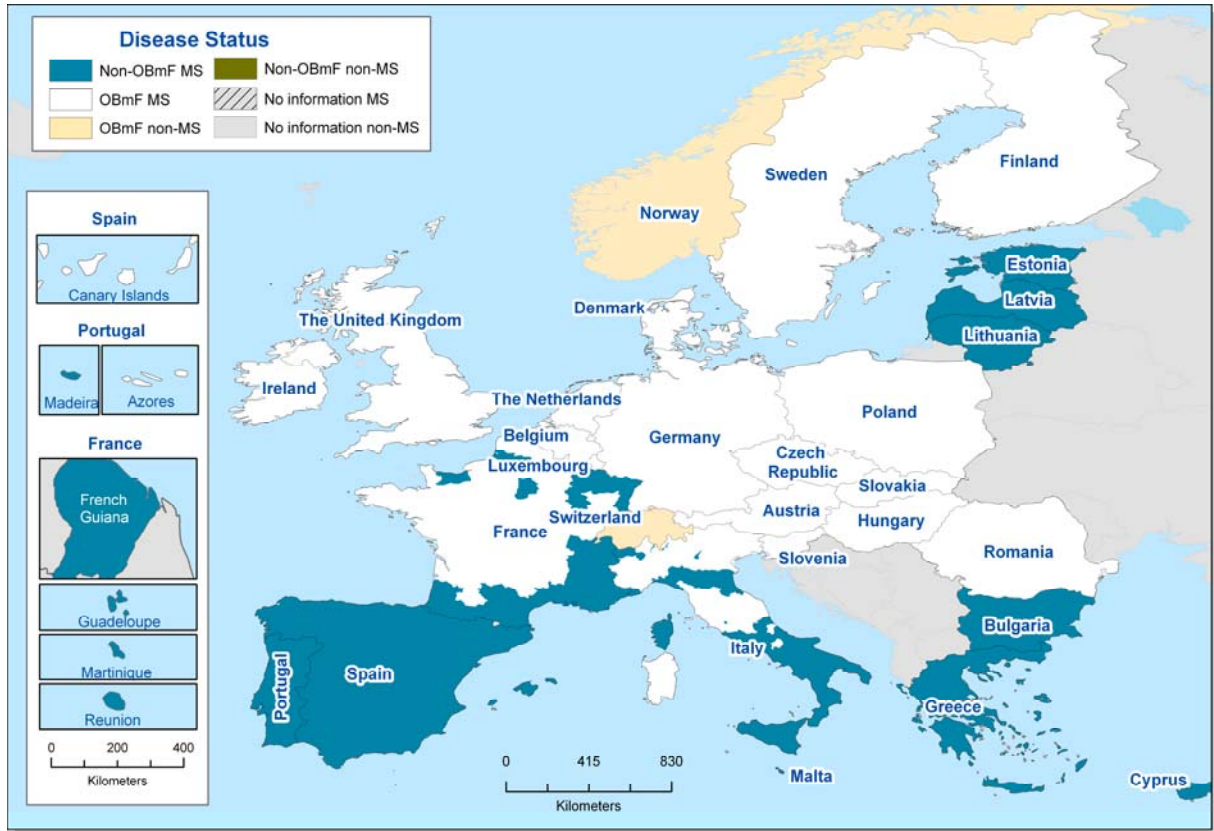 Disease Status
Non-OBmF MS
Non-OBmF non-MS
OBmF MS
No information MS
OBmF non-MS
No information non-MS
Spain
Canary Islands
Portugal
Madeira
Azores
France
French
Guiana
Guadeloupe
Martinique
Reunion
0 200 400
Kilometers
Finland
Sweden
Norway
Estonia
Latvia
Lithuania
Denmark
The United Kingdom
Ireland
The Netherlands
Belgium
Luxembourg
Germany
Poland
Czech
Republic
Slovakia
Austria
Hungary
Switzerland
France
Slovenia
Romania
Bulgaria
Italy
Portugal
Spain
Greece
Malta
Cyprus
0 415 830
Kilometers